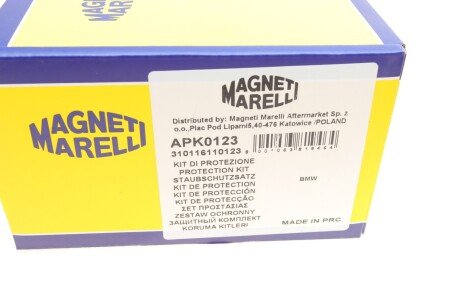 MAGNETI
MARELLI
MAGNETI
MARELLI
Distributed by: Magneti Marelli Aftermarket Sp. z
o.o.,Plac Pod Lipami5,40-476 Katowice /POLAND
APK0123
310116110123
KIT DI PROTEZIONE
PROTECTION KIT
STAUBSCHUTZSATZ
BMW
KIT DE PROTECTION
KIT DE PROTECCIÓN
KIT DE PROTECÇÃO
ΣΕΤ ΠΡΟΣΤΑΣΙΑΣ
ZESTAW OCHRONNY
ЗАЩИТНЫЙ КОМПЛЕКТ
MADE IN PRC
KORUMA KITLERI